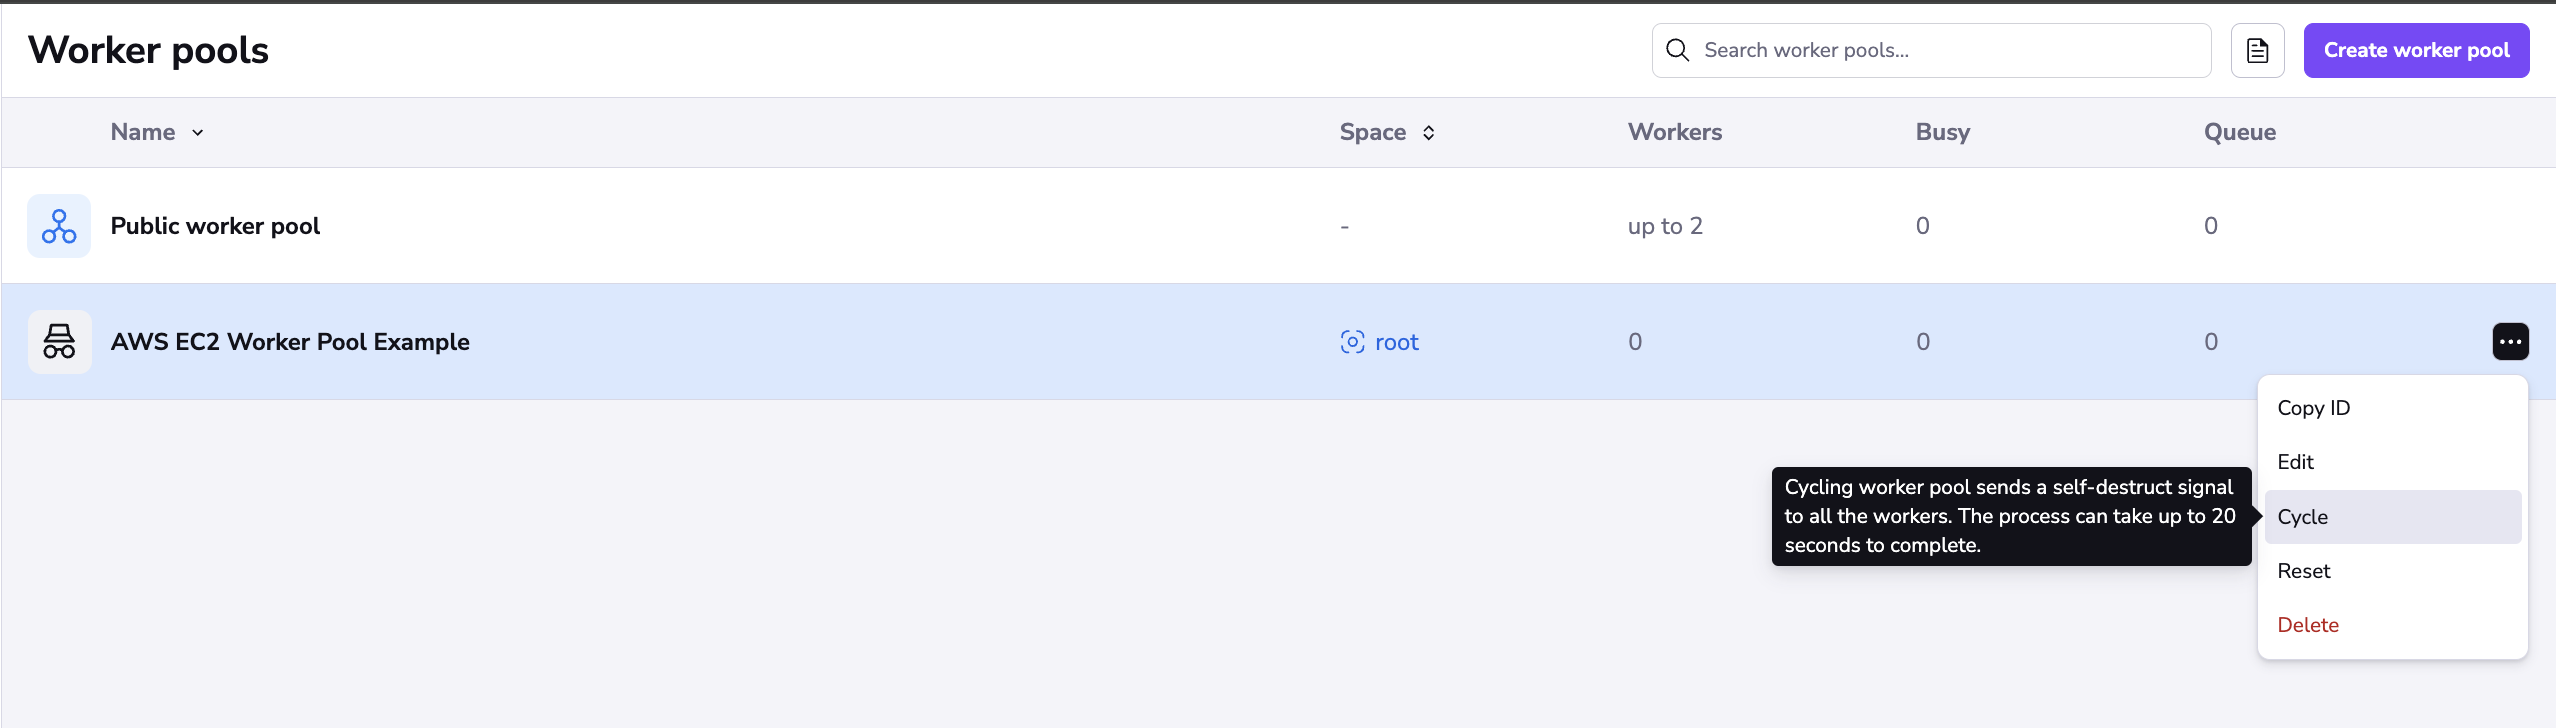 Worker pools
Search worker pools...
Create worker pool
Name Space Workers Busy Queue
Public worker pool - up to 2 0 0
AWS EC2 Worker Pool Example root 0 0 0
Copy ID
Edit
Cycling worker pool sends a self-destruct signal
to all the workers. The process can take up to 20
seconds to complete.
Cycle
Reset
Delete